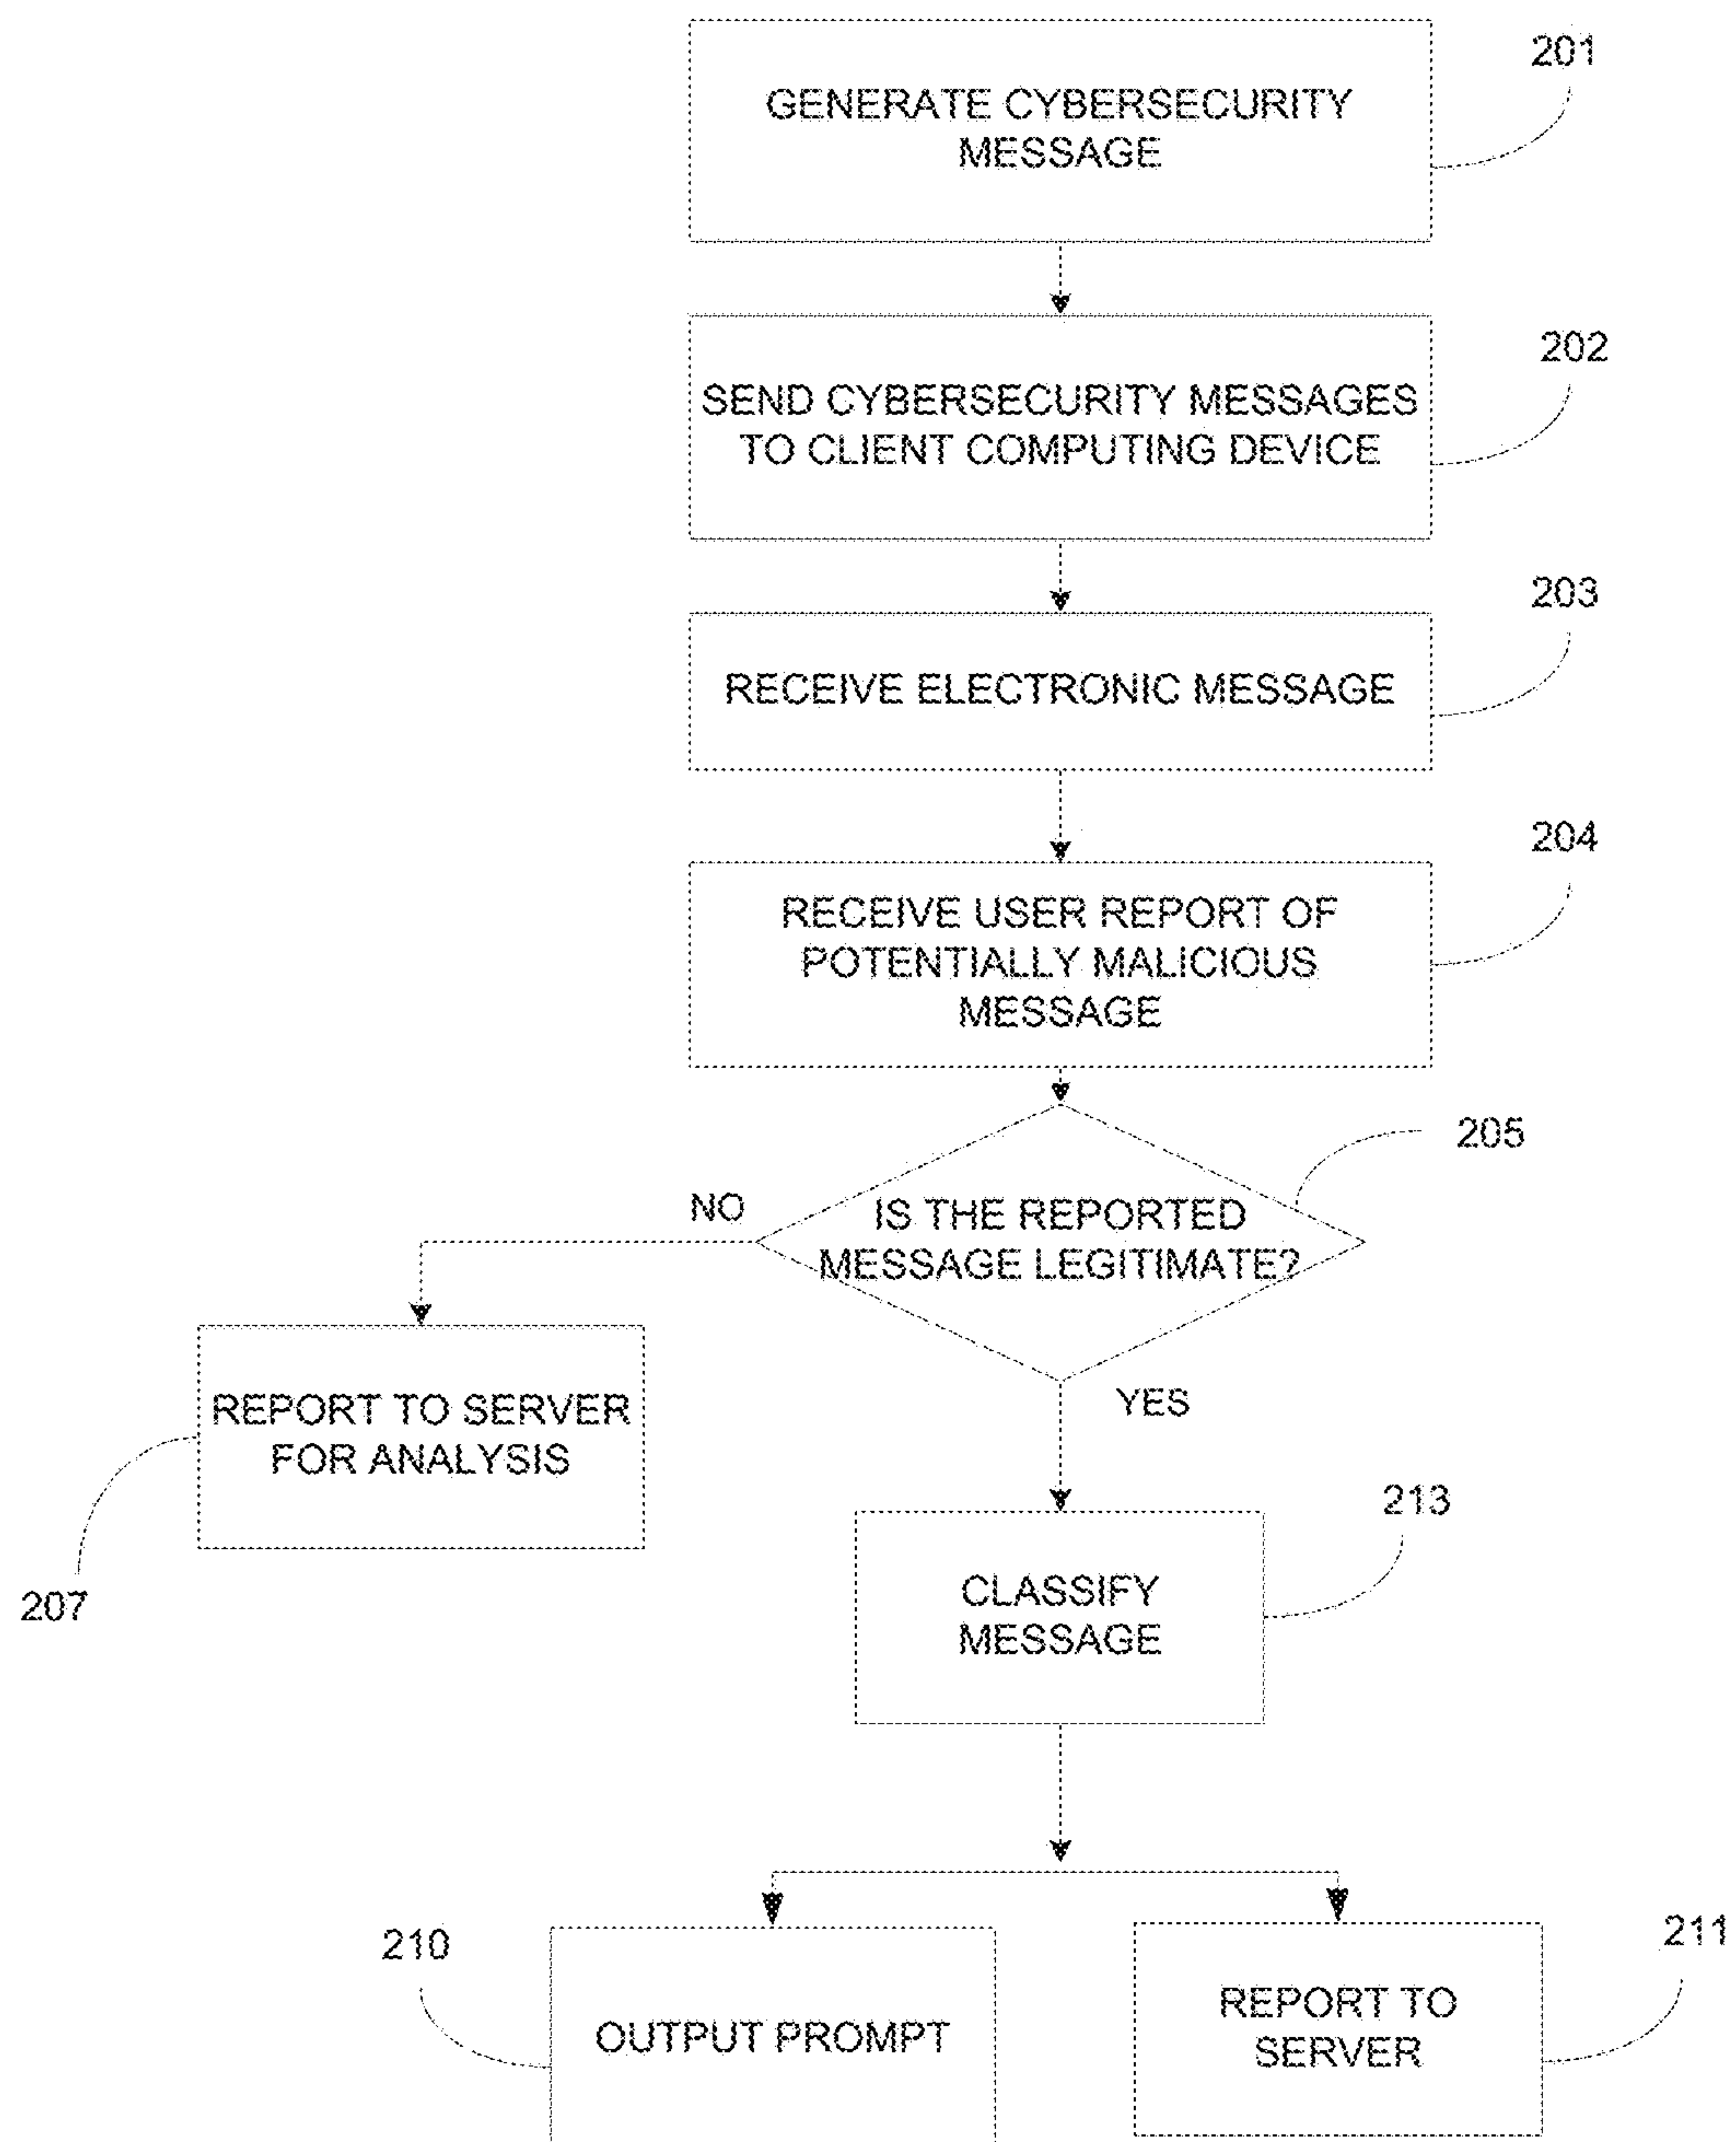 201
GENERATE CYBERSECURITY
MESSAGE
202
SEND CYBERSECURITY MESSAGES
TO CLIENT COMPUTING DEVICE
203
RECEIVE ELECTRONIC MESSAGE
204
RECEIVE USER REPORT OF
POTENTIALLY MALICIOUS
MESSAGE
205
NO
IS THE REPORTED
MESSAGE LEGITIMATE?
YES
REPORT TO SERVER
FOR ANALYSIS
207
213
CLASSIFY
MESSAGE
210
OUTPUT PROMPT
211
REPORT TO
SERVER